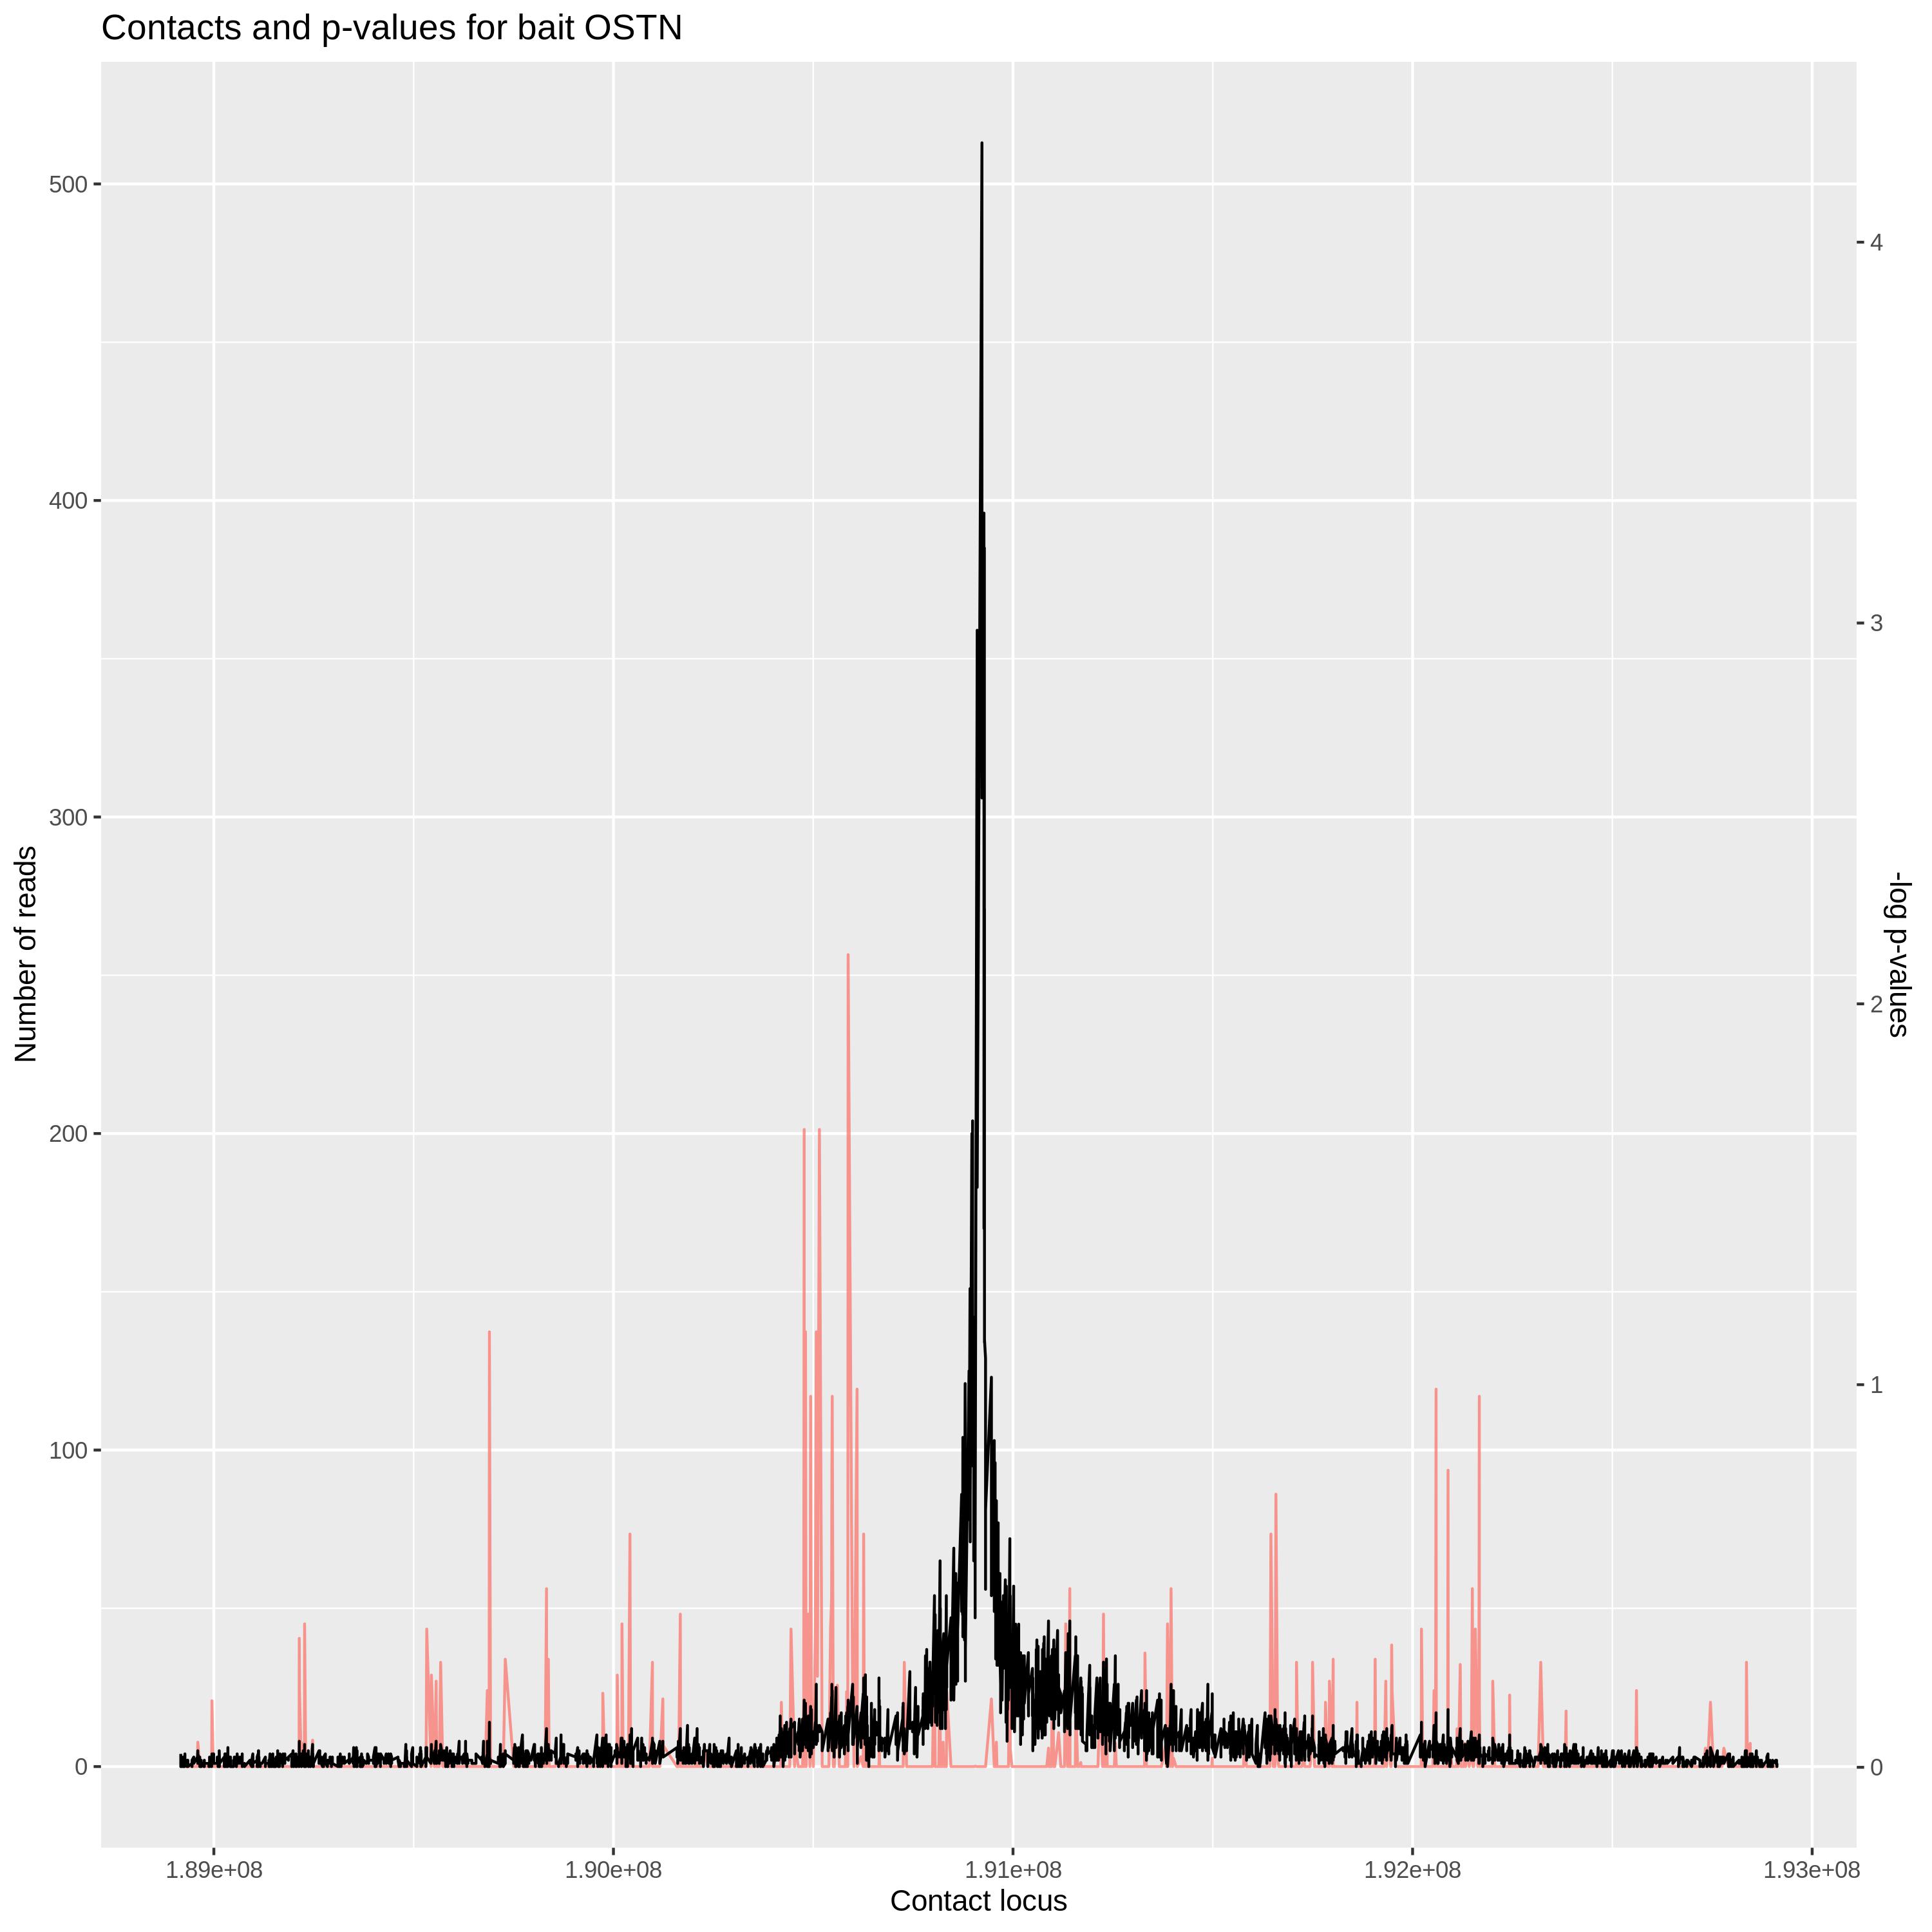 Contacts and p-values for bait OSTN
500
400
300
200
100
0
Number of reads
4
3
2
1
0
-log p-values
1.89e+08
1.90e+08
1.91e+08
1.92e+08
1.93e+08
Contact locus